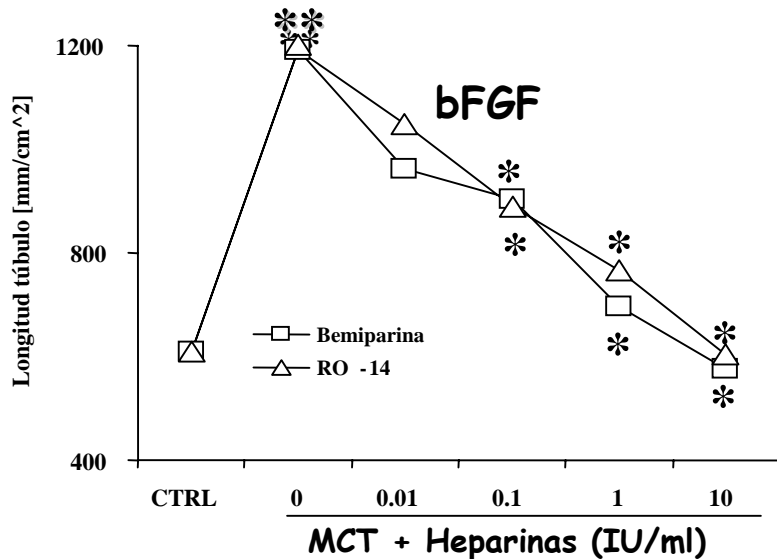 **
**
1200
bFGF
*
*
*
800
Longitud túbulo [mm/cm^2]
Bemiparina
*
*
RO -14
*
400
CTRL 0 0.01 0.1 1 10
MCT + Heparinas (IU/ml)